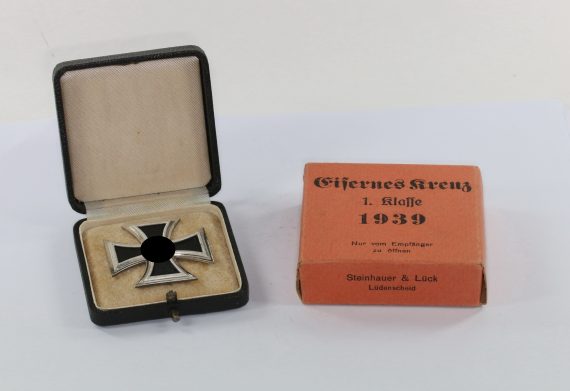 Eisernes Kreuz
1. Klasse
1939
Nur vom Empfänger
zu öffnen
Steinhauer & Lück
Lüdenscheid